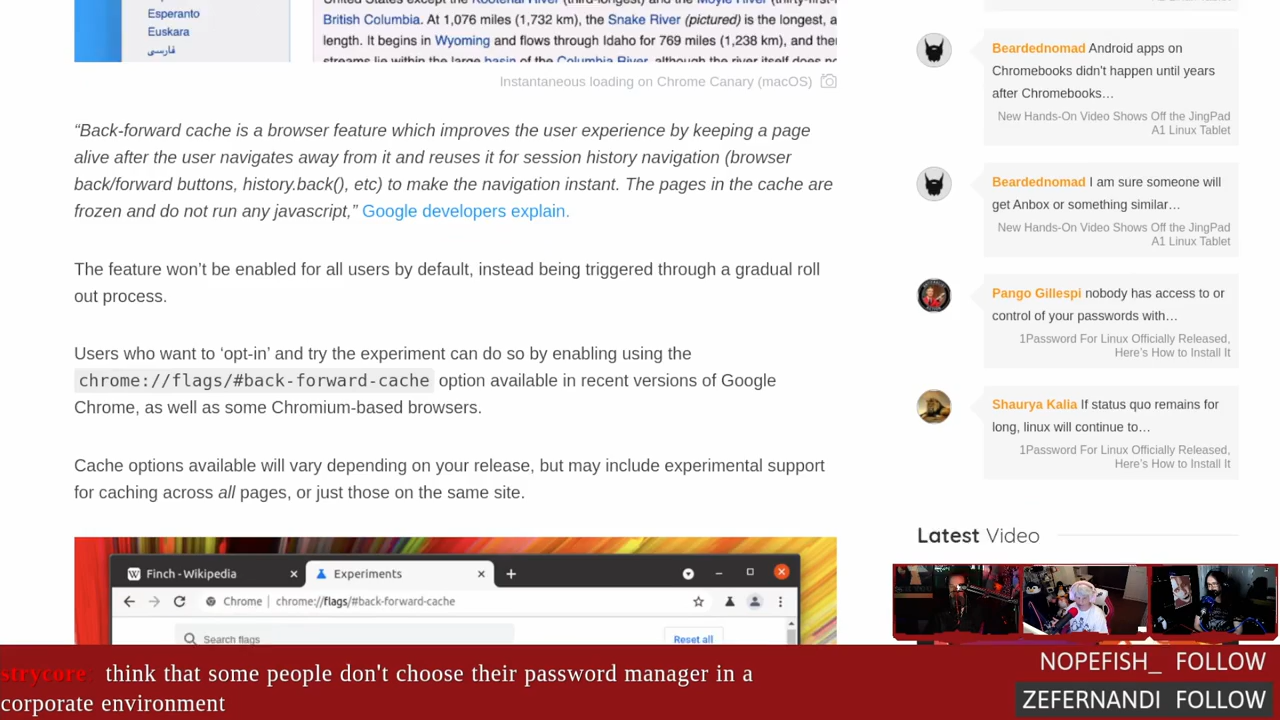 Esperanto
Euskara
فارسی
British Columbia. At 1,076 miles (1,732 km), the Snake River (pictured) is the longest, a
length. It begins in Wyoming and flows through Idaho for 769 miles (1,238 km), and then
streams lie within the large basin of the Columbia River, although the river itself does no
Instantaneous loading on Chrome Canary (macOS)
“Back-forward cache is a browser feature which improves the user experience by keeping a page
alive after the user navigates away from it and reuses it for session history navigation (browser
back/forward buttons, history.back(), etc) to make the navigation instant. The pages in the cache are
frozen and do not run any javascript,” Google developers explain.
The feature won’t be enabled for all users by default, instead being triggered through a gradual roll
out process.
Users who want to ‘opt-in’ and try the experiment can do so by enabling using the
chrome://flags/#back-forward-cache option available in recent versions of Google
Chrome, as well as some Chromium-based browsers.
Cache options available will vary depending on your release, but may include experimental support
for caching across all pages, or just those on the same site.
Finch - Wikipedia
Experiments
Chrome | chrome://flags/#back-forward-cache
Search flags
Reset all
Beardednomad Android apps on
Chromebooks didn't happen until years
after Chromebooks…
New Hands-On Video Shows Off the JingPad
A1 Linux Tablet
Beardednomad I am sure someone will
get Anbox or something similar…
New Hands-On Video Shows Off the JingPad
A1 Linux Tablet
Pango Gillespi nobody has access to or
control of your passwords with…
1Password For Linux Officially Released,
Here’s How to Install It
Shaurya Kalia If status quo remains for
long, linux will continue to…
1Password For Linux Officially Released,
Here’s How to Install It
Latest Video
strycore: think that some people don't choose their password manager in a
corporate environment
NOPEFISH_ FOLLOW
ZEFERNANDI FOLLOW